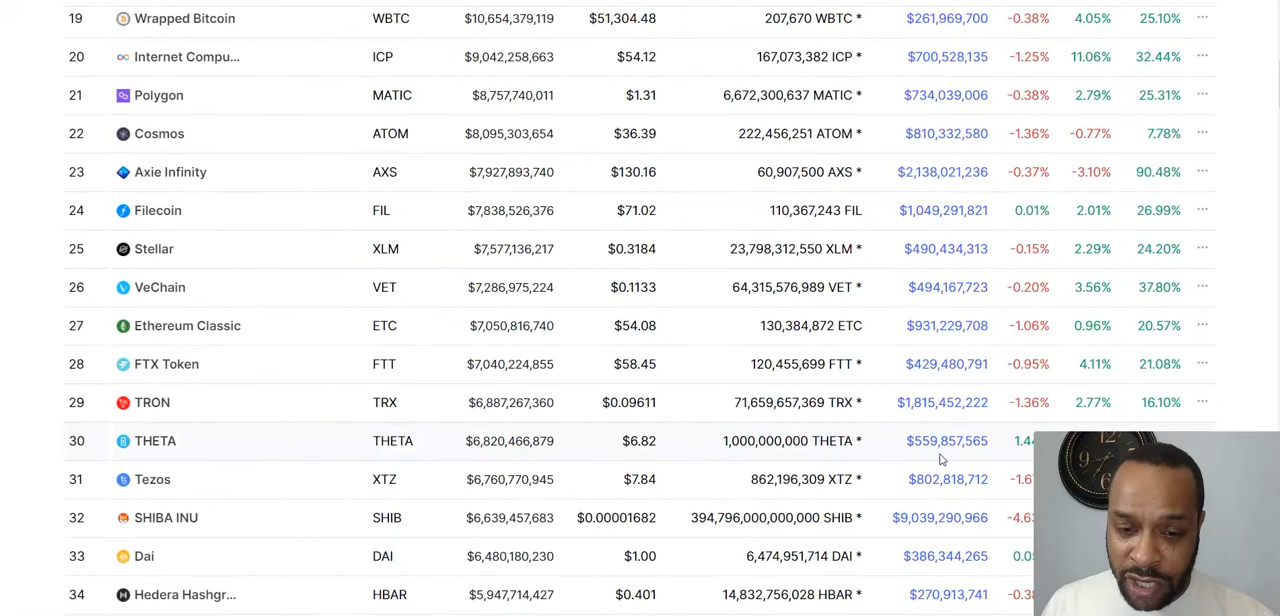 19 Wrapped Bitcoin WBTC $10,654,379,119 $51,304.48 207,670 WBTC * $261,969,700 -0.38% 4.05% 25.10% ...
20 Internet Compu... ICP $9,042,258,663 $54.12 167,073,382 ICP * $700,528,135 -1.25% 11.06% 32.44% ...
21 Polygon MATIC $8,757,740,011 $1.31 6,672,300,637 MATIC * $734,039,006 -0.38% 2.79% 25.31% ...
22 Cosmos ATOM $8,095,303,654 $36.39 222,456,251 ATOM * $810,332,580 -1.36% -0.77% 7.78% ...
23 Axie Infinity AXS $7,927,893,740 $130.16 60,907,500 AXS * $2,138,021,236 -0.37% -3.10% 90.48% ...
24 Filecoin FIL $7,838,526,376 $71.02 110,367,243 FIL $1,049,291,821 0.01% 2.01% 26.99% ...
25 Stellar XLM $7,577,136,217 $0.3184 23,798,312,550 XLM * $490,434,313 -0.15% 2.29% 24.20% ...
26 VeChain VET $7,286,975,224 $0.1133 64,315,576,989 VET * $494,167,723 -0.20% 3.56% 37.80% ...
27 Ethereum Classic ETC $7,050,816,740 $54.08 130,384,872 ETC $931,229,708 -1.06% 0.96% 20.57% ...
28 FTX Token FTT $7,040,224,855 $58.45 120,455,699 FTT * $429,480,791 -0.95% 4.11% 21.08% ...
29 TRON TRX $6,887,267,360 $0.09611 71,659,657,369 TRX * $1,815,452,222 -1.36% 2.77% 16.10% ...
30 THETA THETA $6,820,466,879 $6.82 1,000,000,000 THETA * $559,857,565 1.4
31 Tezos XTZ $6,760,770,945 $7.84 862,196,309 XTZ * $802,818,712 -1.6
32 SHIBA INU SHIB $6,639,457,683 $0.00001682 394,796,000,000,000 SHIB * $9,039,290,966 -4.6
33 Dai DAI $6,480,180,230 $1.00 6,474,951,714 DAI * $386,344,265 0.0
34 Hedera Hashgr... HBAR $5,947,714,427 $0.401 14,832,756,028 HBAR * $270,913,741 -0.3
12
9